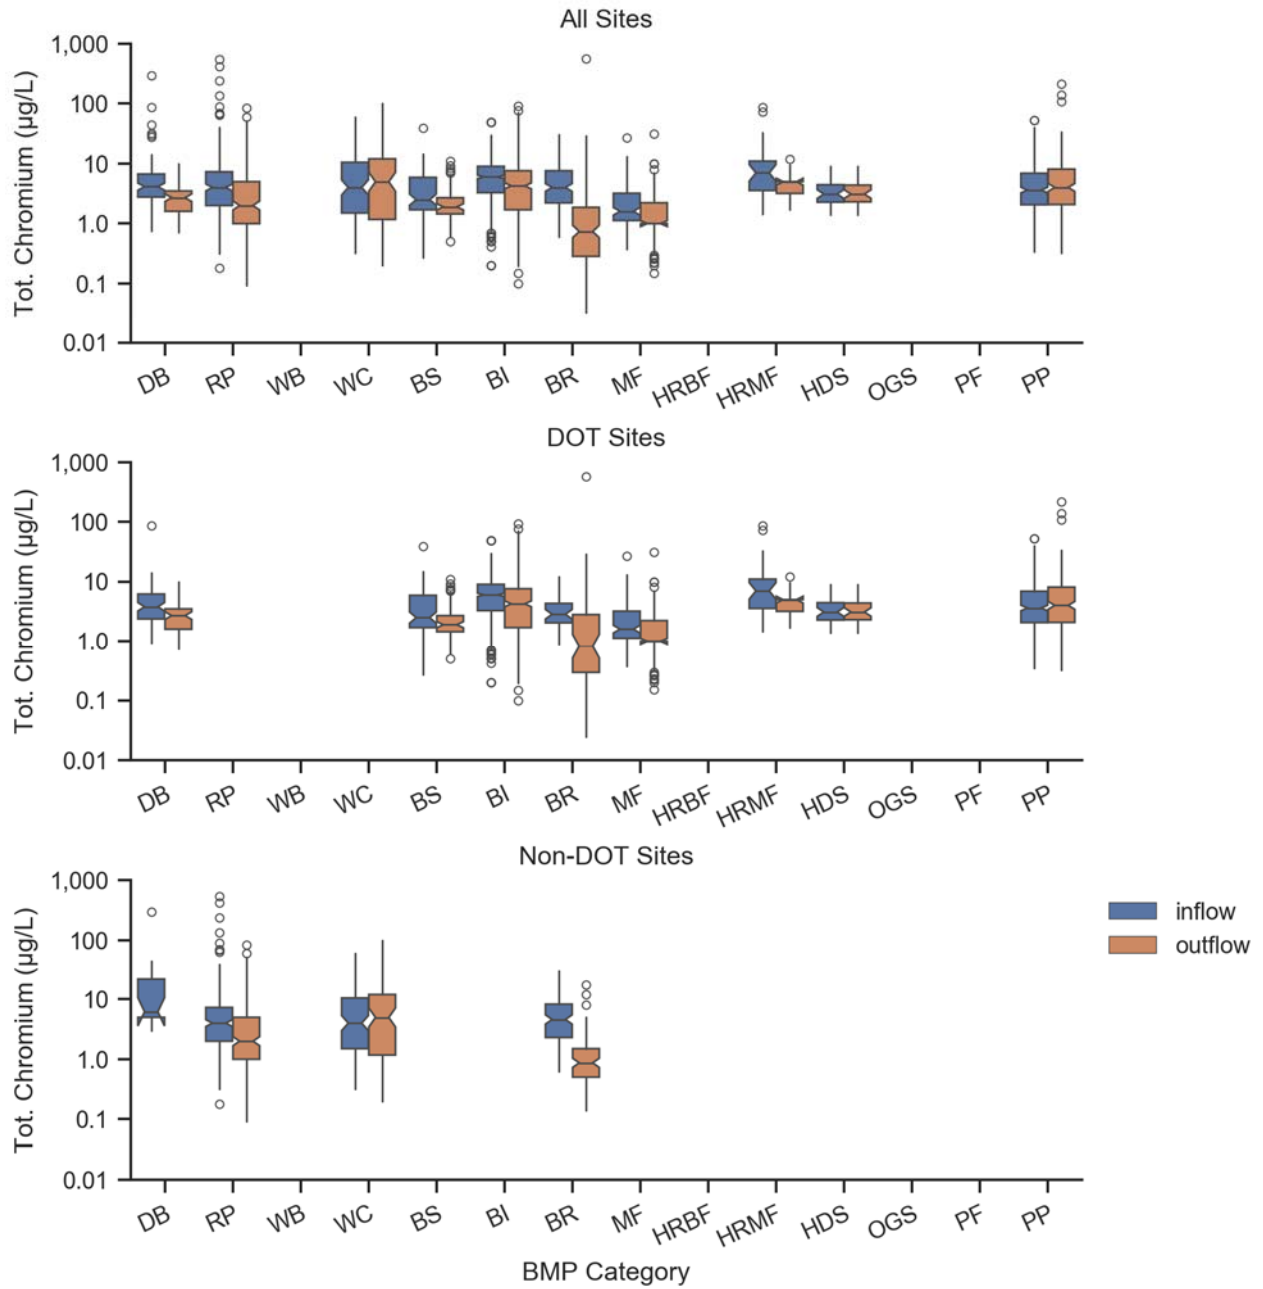 All Sites
Tot. Chromium (µg/L)
1,000
100
10
1.0
0.1
0.01
DB RP WB WC BS BI BR MF HRBF HRMF HDS OGS PF PP
DOT Sites
Tot. Chromium (µg/L)
1,000
100
10
1.0
0.1
0.01
DB RP WB WC BS BI BR MF HRBF HRMF HDS OGS PF PP
Non-DOT Sites
Tot. Chromium (µg/L)
1,000
100
10
1.0
0.1
0.01
DB RP WB WC BS BI BR MF HRBF HRMF HDS OGS PF PP
BMP Category
inflow
outflow